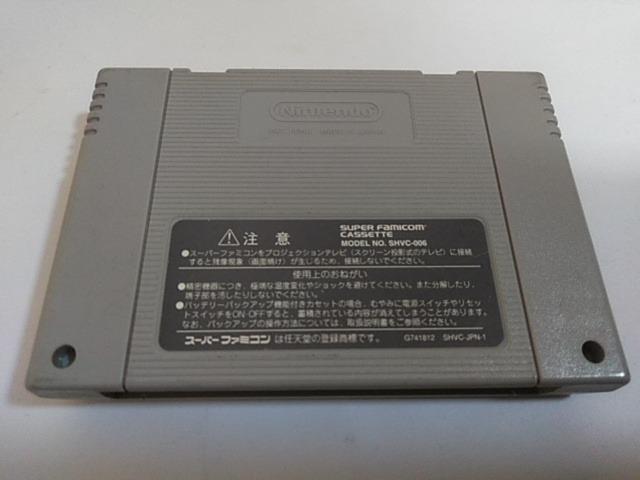 Nintendo
MADE IN JAPAN
⚠注意
SUPER FAMICOM
CASSETTE
MODEL NO. SHVC-006
●スーパーファミコンをプロジェクションテレビ(スクリーン投影式のテレビ)に接続
すると残像現象(画面焼け)が生じるため、接続しないでください。
使用上のおねがい
●精密機器につき、極端な温度変化やショックを避けてください。また分解したり、
端子部を汚したりしないでください。
●バッテリーバックアップ機能付きカセットの場合、むやみに電源スイッチやリセッ
トスイッチをON・OFFすると、蓄積されている内容が消えてしまうことがあります。
なお、バックアップの操作方法については、取扱説明書をご参照ください。
スーパーファミコンは任天堂の登録商標です。
G741812 SHVC-JPN-1